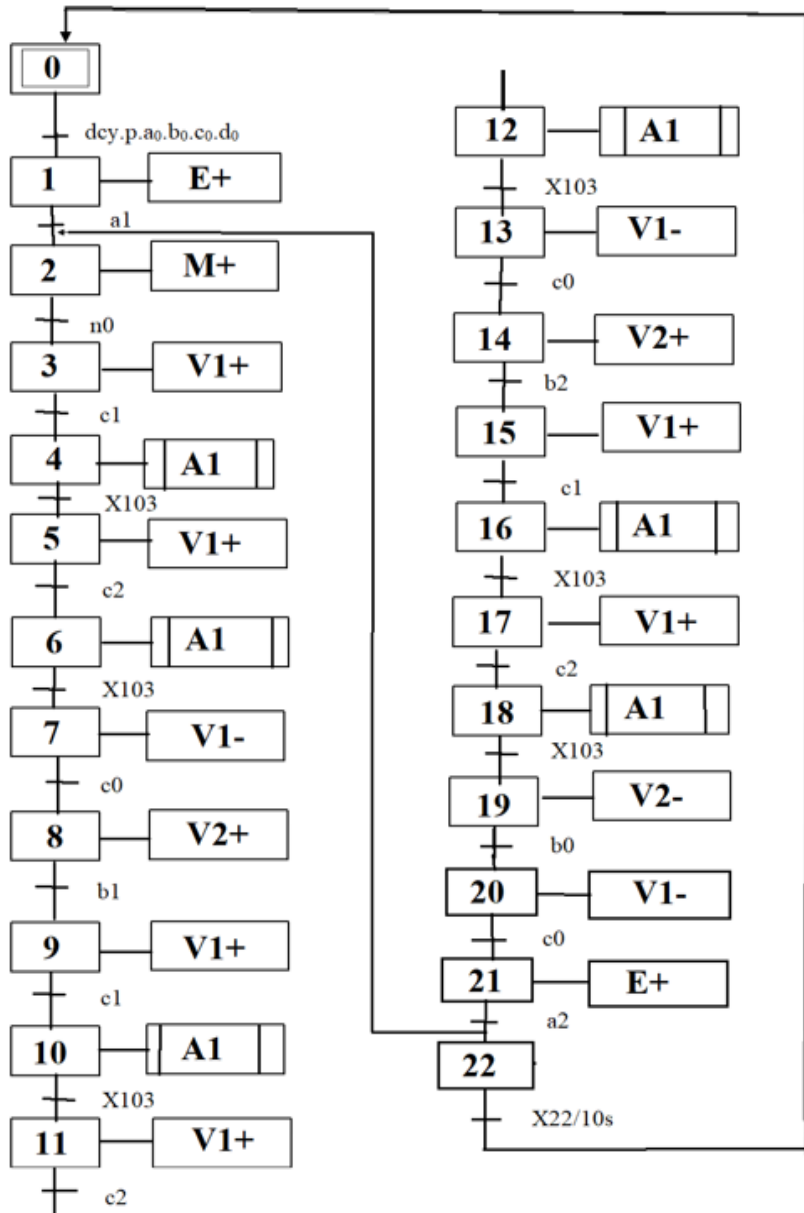 0
dcy.p.a₀.b₀.c₀.d₀
1 E+
a1
2 M+
n0
3 V1+
c1
4 A1
X103
5 V1+
c2
6 A1
X103
7 V1-
c0
8 V2+
b1
9 V1+
c1
10 A1
X103
11 V1+
c2
12 A1
X103
13 V1-
c0
14 V2+
b2
15 V1+
c1
16 A1
X103
17 V1+
c2
18 A1
X103
19 V2-
b0
20 V1-
c0
21 E+
a2
22
X22/10s